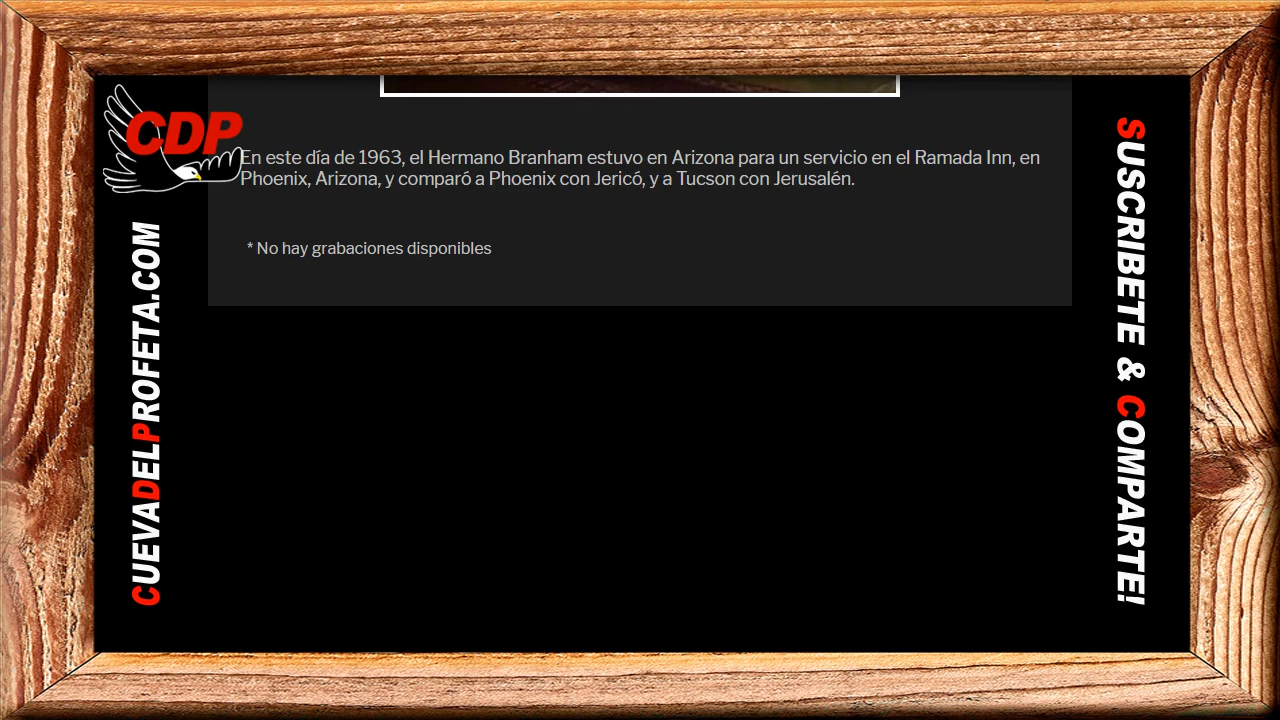 CDP
En este día de 1963, el Hermano Branham estuvo en Arizona para un servicio en el Ramada Inn, en
Phoenix, Arizona, y comparó a Phoenix con Jericó, y a Tucson con Jerusalén.
* No hay grabaciones disponibles
CUEVADELPROFETA.COM
SUSCRIBETE & COMPARTE!